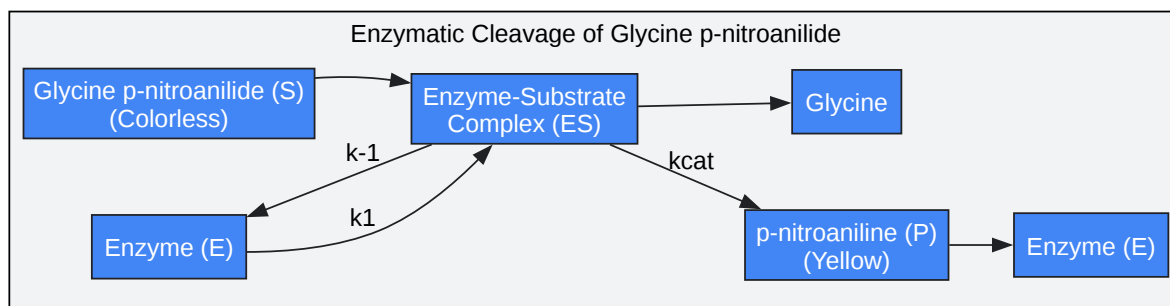 Enzymatic Cleavage of Glycine p-nitroanilide
Glycine p-nitroanilide (S)
(Colorless)
Enzyme-Substrate
Complex (ES)
Glycine
k-1
kcat
k1
Enzyme (E)
p-nitroaniline (P)
(Yellow)
Enzyme (E)